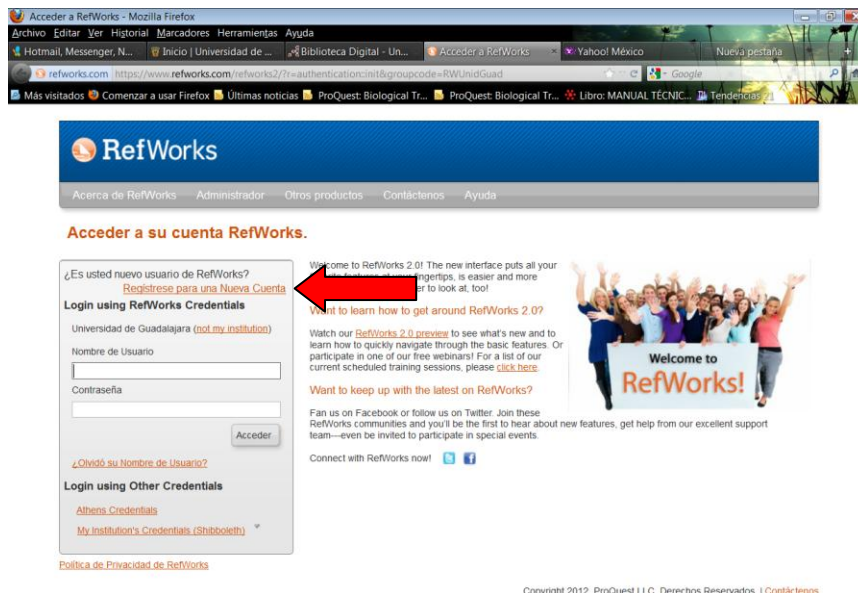 Acceder a RefWorks - Mozilla Firefox
Archivo Editar Ver Historial Marcadores Herramientas Ayuda
Hotmail, Messenger, N... Inicio | Universidad de ... Biblioteca Digital - Un... Acceder a RefWorks Yahoo! México Nueva pestaña
refworks.com https://www.refworks.com/refworks2/?r=authentication:init&groupcode=RWUnidGuad Google
Más visitados Comenzar a usar Firefox Últimas noticias ProQuest: Biological Tr... ProQuest: Biological Tr... Libro: MANUAL TÉCNIC... Tendencias
RefWorks
Acerca de RefWorks Administrador Otros productos Contáctenos Ayuda
Acceder a su cuenta RefWorks.
¿Es usted nuevo usuario de RefWorks?
Regístrese para una Nueva Cuenta
Login using RefWorks Credentials
Universidad de Guadalajara (not my institution)
Nombre de Usuario
Contraseña
Acceder
¿Olvidó su Nombre de Usuario?
Login using Other Credentials
Athens Credentials
My Institution's Credentials (Shibboleth)
Política de Privacidad de RefWorks
Welcome to RefWorks 2.0! The new interface puts all your
fingertips, is easier and more
to look at, too!
Want to learn how to get around RefWorks 2.0?
Watch our RefWorks 2.0 preview to see what's new and to
learn how to quickly navigate through the basic features. Or
participate in one of our free webinars! For a list of our
current scheduled training sessions, please click here.
Want to keep up with the latest on RefWorks?
Fan us on Facebook or follow us on Twitter. Join these
RefWorks communities and you'll be the first to hear about new features, get help from our excellent support
team—even be invited to participate in special events.
Connect with RefWorks now!
Welcome to
RefWorks!
Copyright 2012, ProQuest LLC. Derechos Reservados. | Contáctenos